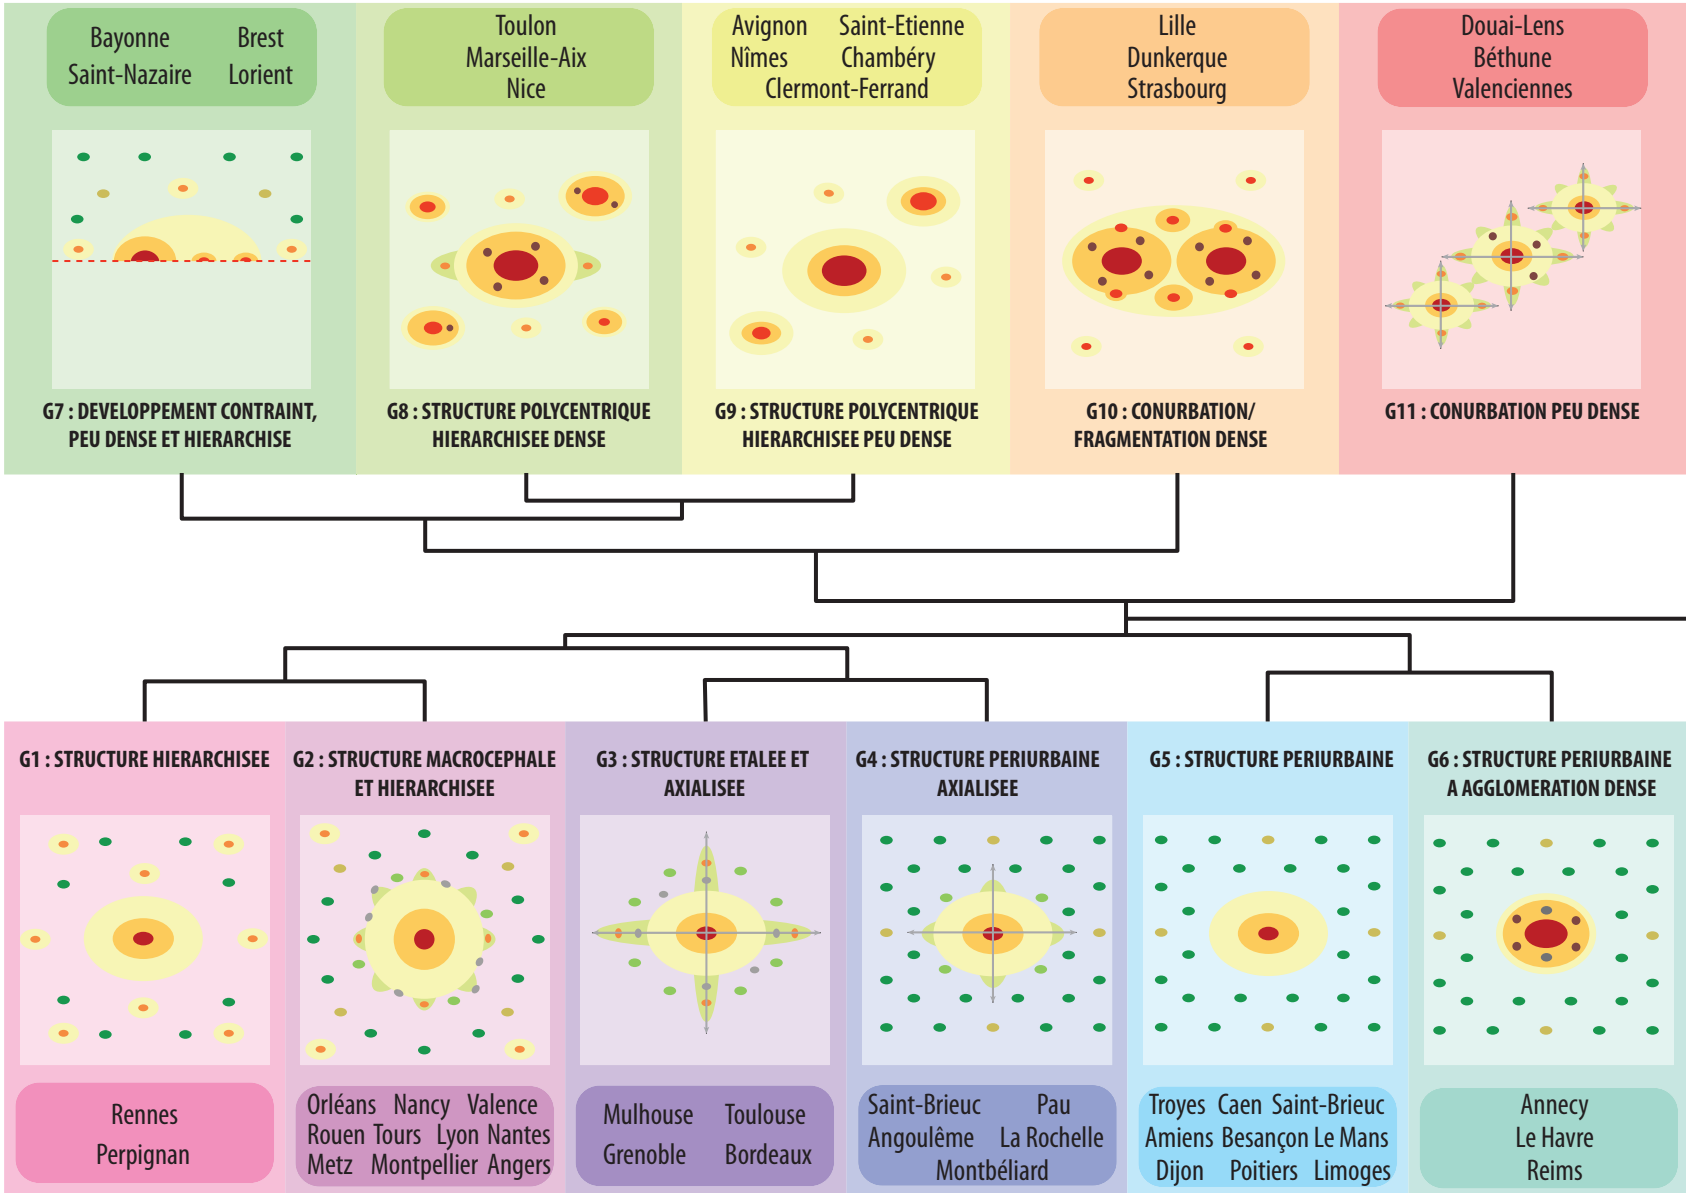 Bayonne Brest
Saint-Nazaire Lorient
Toulon
Marseille-Aix
Nice
Avignon Saint-Etienne
Nîmes Chambéry
Clermont-Ferrand
Lille
Dunkerque
Strasbourg
Douai-Lens
Béthune
Valenciennes
G7 : DEVELOPPEMENT CONTRAINT,
PEU DENSE ET HIERARCHISE
G8 : STRUCTURE POLYCENTRIQUE
HIERARCHISEE DENSE
G9 : STRUCTURE POLYCENTRIQUE
HIERARCHISEE PEU DENSE
G10 : CONURBATION/
FRAGMENTATION DENSE
G11 : CONURBATION PEU DENSE
G1 : STRUCTURE HIERARCHISEE
G2 : STRUCTURE MACROCEPHALE
ET HIERARCHISEE
G3 : STRUCTURE ETALEE ET
AXIALISEE
G4 : STRUCTURE PERIURBAINE
AXIALISEE
G5 : STRUCTURE PERIURBAINE
G6 : STRUCTURE PERIURBAINE
A AGGLOMERATION DENSE
Rennes
Perpignan
Orléans Nancy Valence
Rouen Tours Lyon Nantes
Metz Montpellier Angers
Mulhouse Toulouse
Grenoble Bordeaux
Saint-Brieuc Pau
Angoulême La Rochelle
Montbéliard
Troyes Caen Saint-Brieuc
Amiens Besançon Le Mans
Dijon Poitiers Limoges
Annecy
Le Havre
Reims